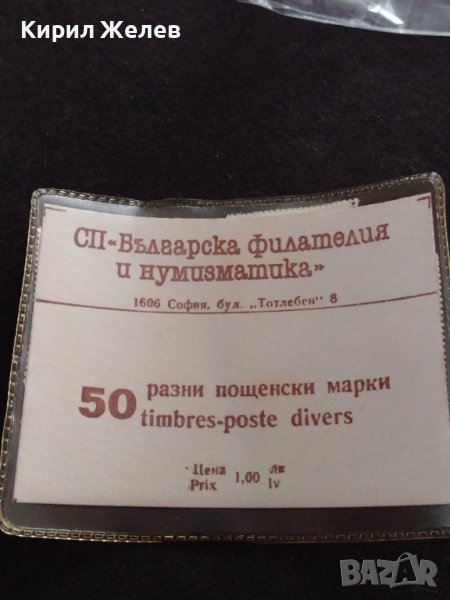 Кирил Желев
СП-«Българска филателия
и нумизматика»
1606 София, бул. „Тотлебен" 8
50 разни пощенски марки
timbres-poste divers
Цена 1,00 лв
Prix lv
BAZAR